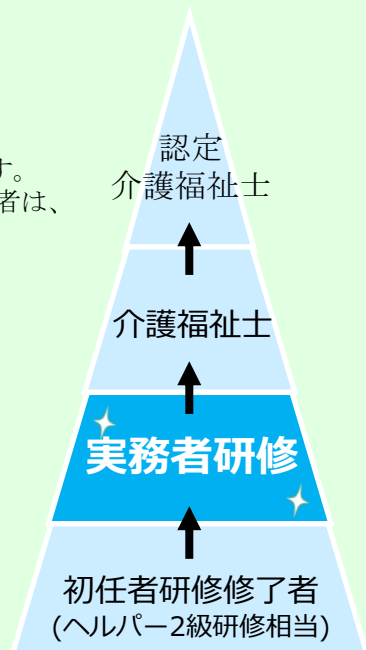 す。
者は、
認定
介護福祉士
介護福祉士
実務者研修
初任者研修修了者
(ヘルパー2級研修相当)